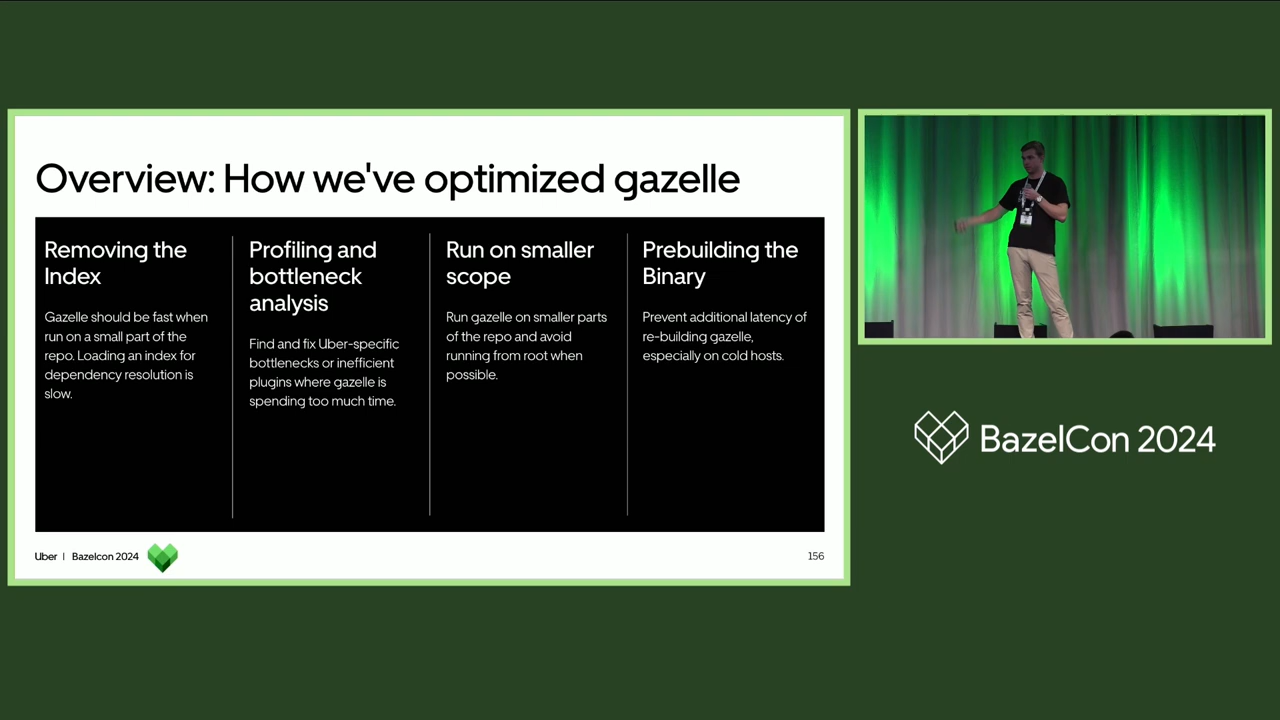 Overview: How we've optimized gazelle
Removing the
Index
Gazelle should be fast when
run on a small part of the
repo. Loading an index for
dependency resolution is
slow.
Profiling and
bottleneck
analysis
Find and fix Uber-specific
bottlenecks or inefficient
plugins where gazelle is
spending too much time.
Run on smaller
scope
Run gazelle on smaller parts
of the repo and avoid
running from root when
possible.
Prebuilding the
Binary
Prevent additional latency of
re-building gazelle,
especially on cold hosts.
Uber | Bazelcon 2024
156
BazelCon 2024